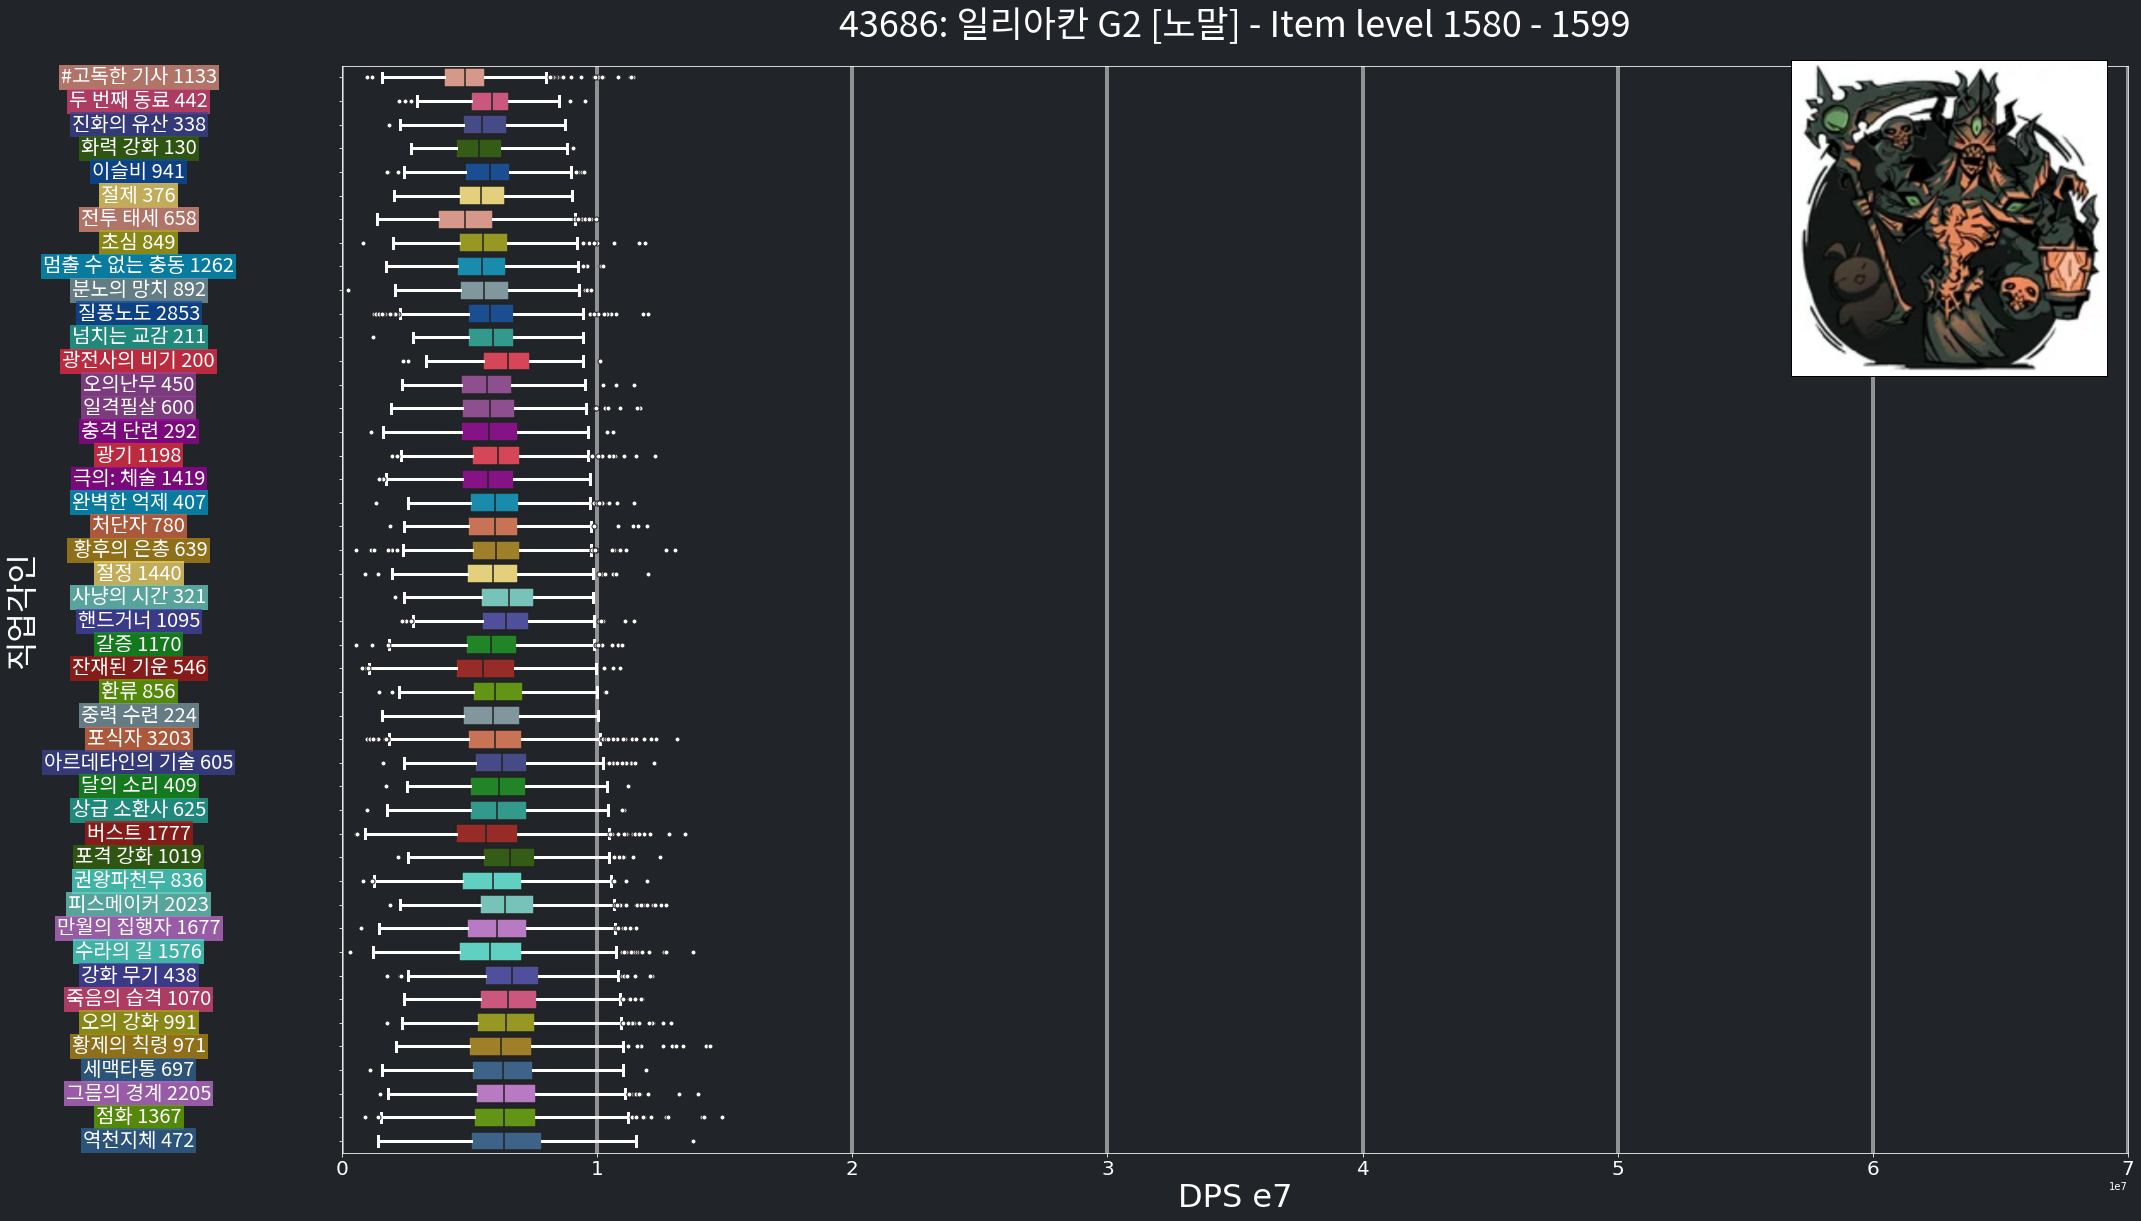 43686: 일리아칸 G2 [노말] - Item level 1580 - 1599
직업각인
#고독한 기사 1133
두 번째 동료 442
진화의 유산 338
화력 강화 130
이슬비 941
절제 376
전투 태세 658
초심 849
멈출 수 없는 충동 1262
분노의 망치 892
질풍노도 2853
넘치는 교감 211
광전사의 비기 200
오의난무 450
일격필살 600
충격 단련 292
광기 1198
극의: 체술 1419
완벽한 억제 407
처단자 780
황후의 은총 639
절정 1440
사냥의 시간 321
핸드거너 1095
갈증 1170
잔재된 기운 546
환류 856
중력 수련 224
포식자 3203
아르데타인의 기술 605
달의 소리 409
상급 소환사 625
버스트 1777
포격 강화 1019
권왕파천무 836
피스메이커 2023
만월의 집행자 1677
수라의 길 1576
강화 무기 438
죽음의 습격 1070
오의 강화 991
황제의 칙령 971
세맥타통 697
그믐의 경계 2205
점화 1367
역천지체 472
0 1 2 3 4 5 6 7
1e7
DPS e7